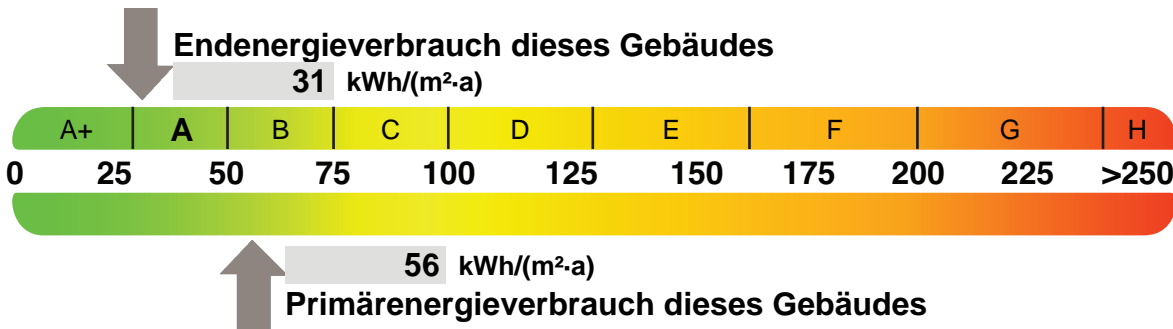 Endenergieverbrauch dieses Gebäudes
31 kWh/(m²·a)
A+ A B C D E F G H
0 25 50 75 100 125 150 175 200 225 >250
56 kWh/(m²·a)
Primärenergieverbrauch dieses Gebäudes